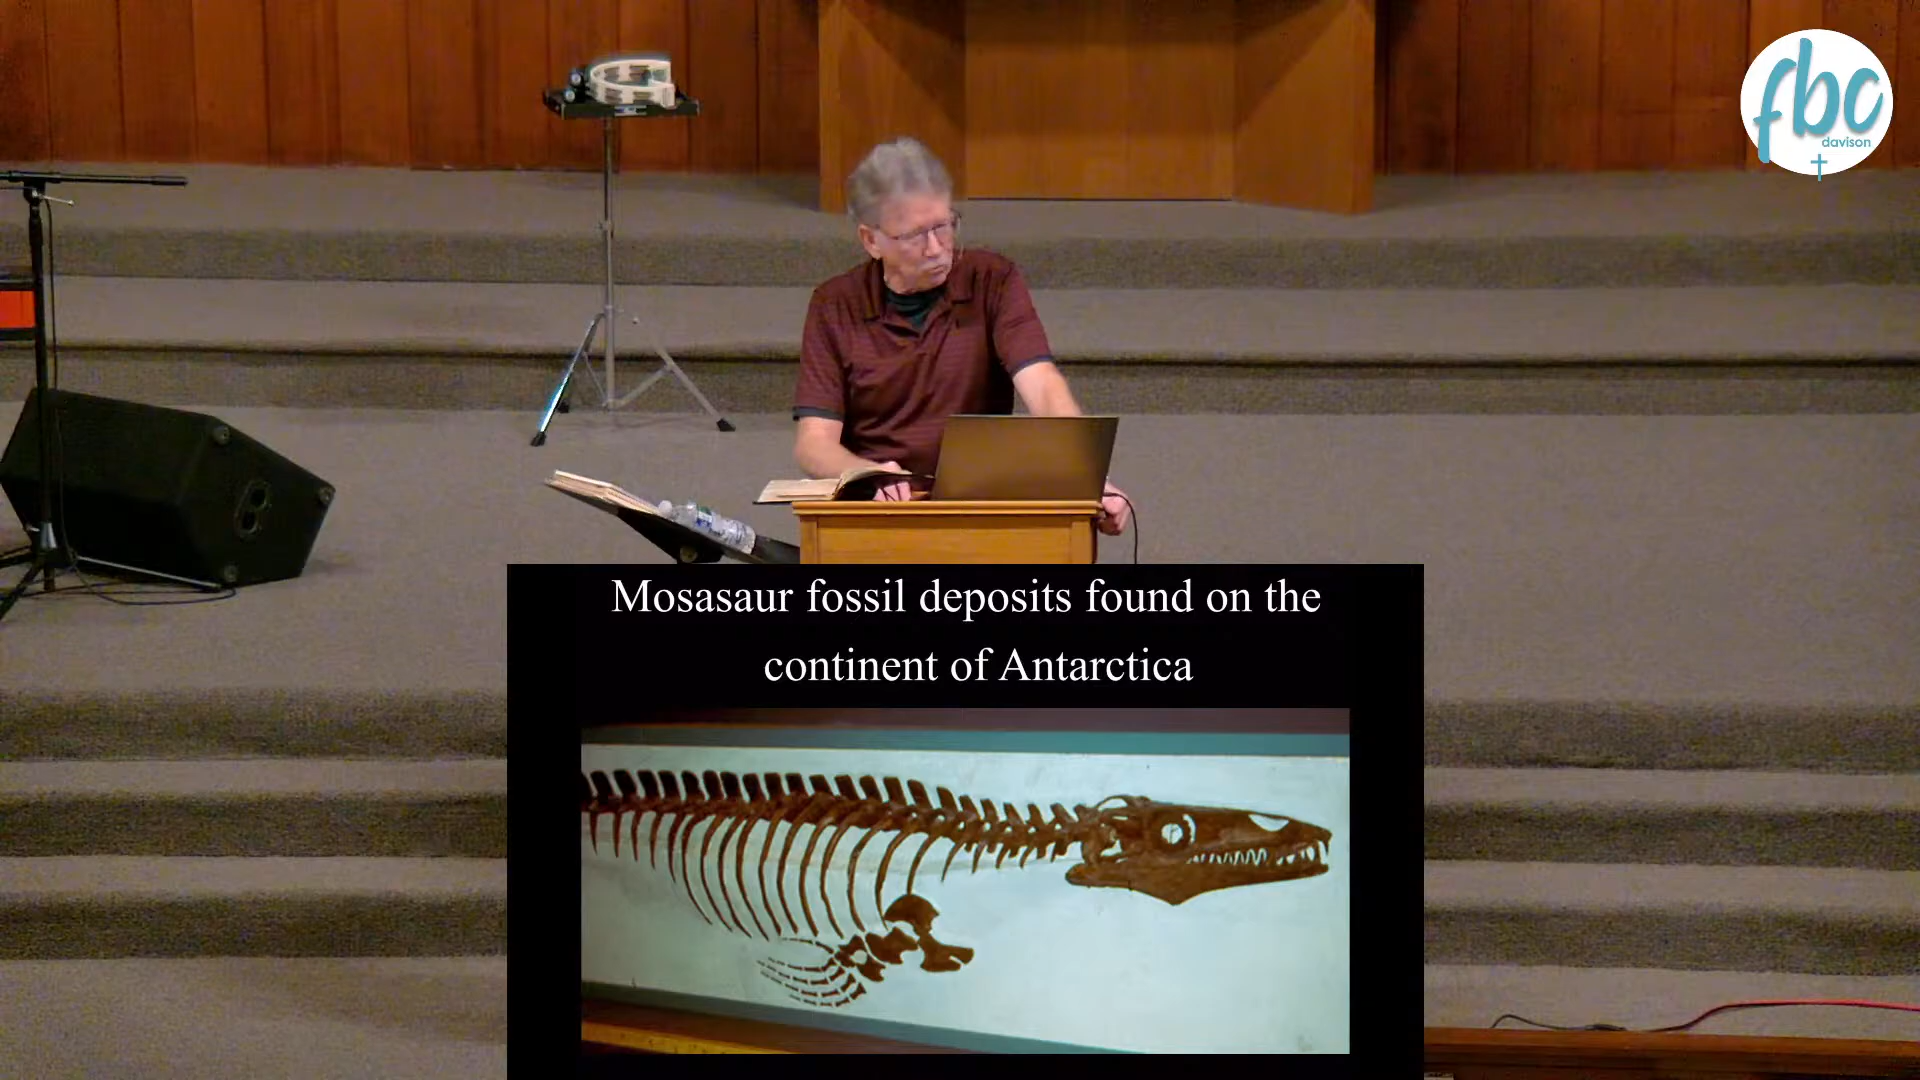 fbc
davison
Mosasaur fossil deposits found on the
continent of Antarctica